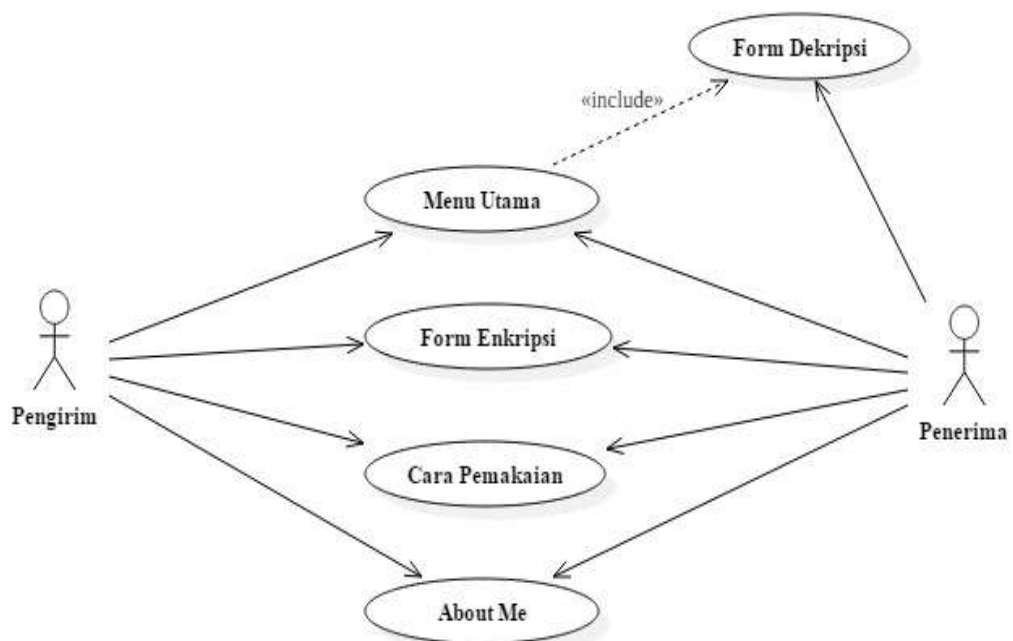 Form Dekripsi
«include»
Menu Utama
Form Enkripsi
Pengirim
Penerima
Cara Pemakaian
About Me